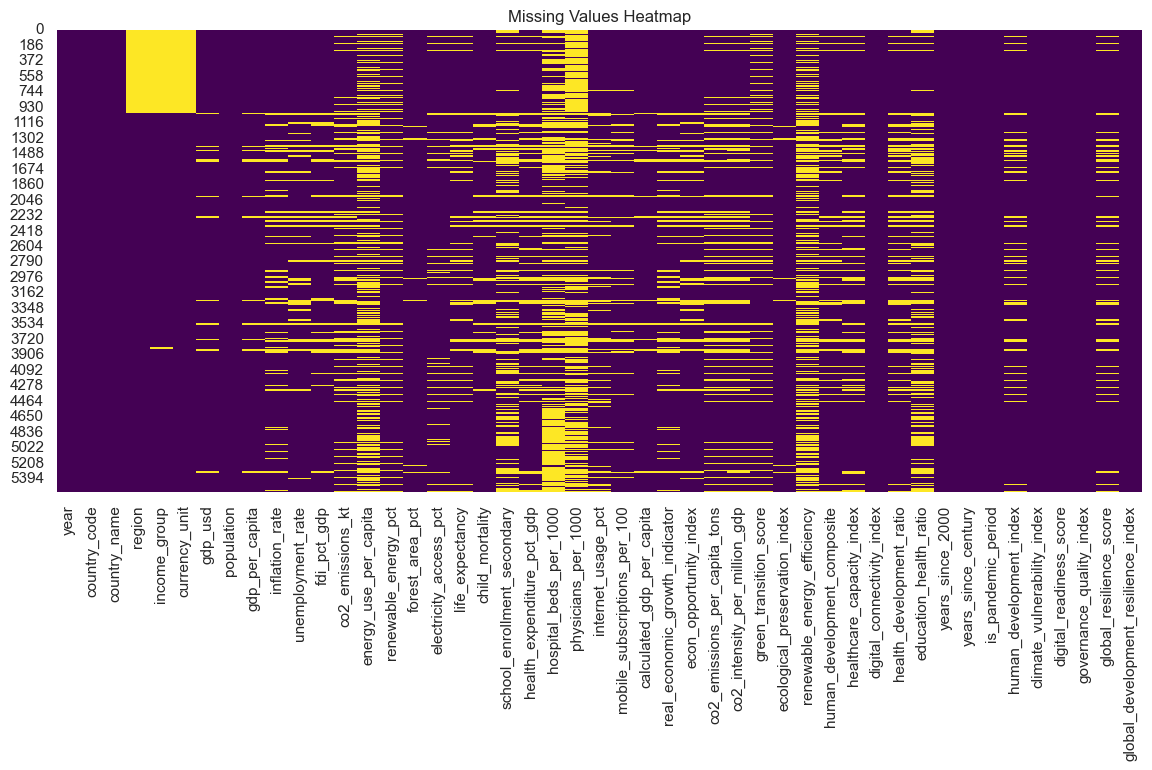 Missing Values Heatmap
0
186
372
558
744
930
1116
1302
1488
1674
1860
2046
2232
2418
2604
2790
2976
3162
3348
3534
3720
3906
4092
4278
4464
4650
4836
5022
5208
5394
year
country_code
country_name
region
income_group
currency_unit
gdp_usd
population
gdp_per_capita
inflation_rate
unemployment_rate
fdi_pct_gdp
co2_emissions_kt
energy_use_per_capita
renewable_energy_pct
forest_area_pct
electricity_access_pct
life_expectancy
child_mortality
school_enrollment_secondary
health_expenditure_pct_gdp
hospital_beds_per_1000
physicians_per_1000
internet_usage_pct
mobile_subscriptions_per_100
calculated_gdp_per_capita
real_economic_growth_indicator
econ_opportunity_index
co2_emissions_per_capita_tons
co2_intensity_per_million_gdp
green_transition_score
ecological_preservation_index
renewable_energy_efficiency
human_development_composite
healthcare_capacity_index
digital_connectivity_index
health_development_ratio
education_health_ratio
years_since_2000
years_since_century
is_pandemic_period
human_development_index
climate_vulnerability_index
digital_readiness_score
governance_quality_index
global_resilience_score
global_development_resilience_index